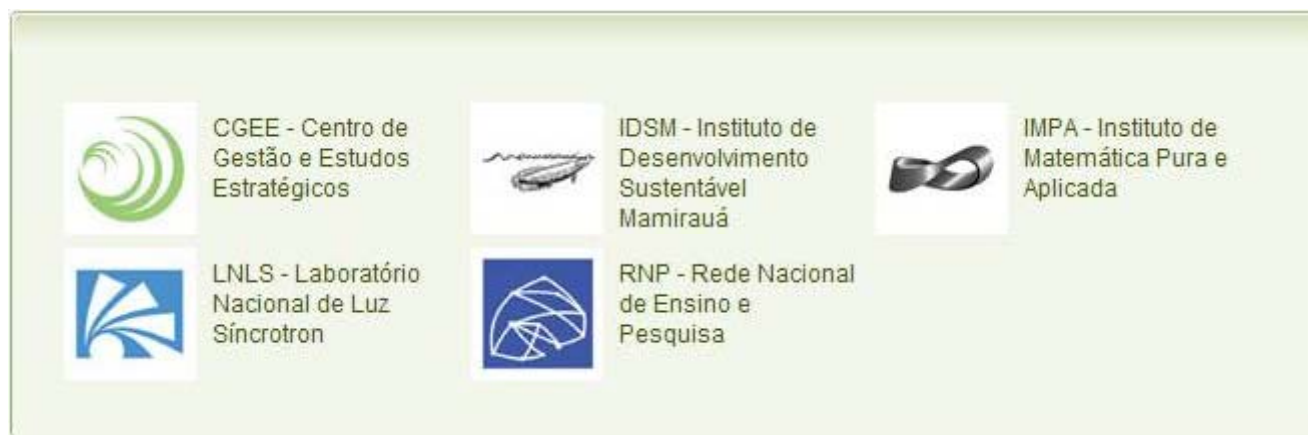 CGEE - Centro de
Gestão e Estudos
Estratégicos
IDSM - Instituto de
Desenvolvimento
Sustentável
Mamirauá
IMPA - Instituto de
Matemática Pura e
Aplicada
LNLS - Laboratório
Nacional de Luz
Síncrotron
RNP - Rede Nacional
de Ensino e
Pesquisa